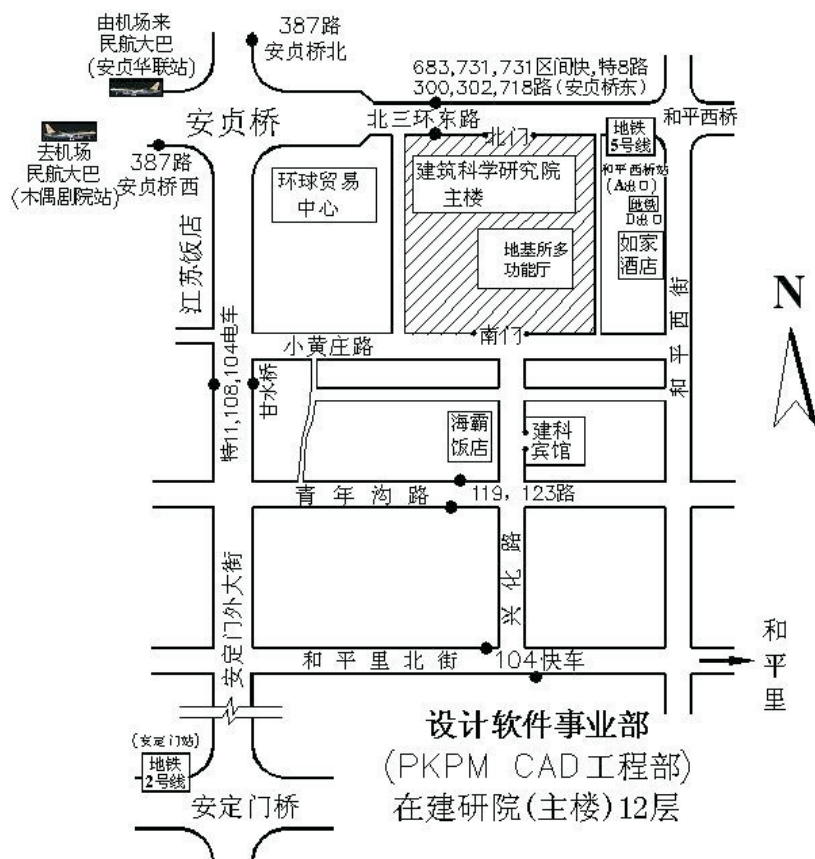 由机场来
民航大巴
(安贞华联站)
387路
安贞桥北
683,731,731区间快,特8路
300,302,718路(安贞桥东)
安贞桥
北三环东路
和平西桥
去机场
民航大巴
(木偶剧院站)
387路
安贞桥西
北门
地铁
5号线
和平西桥站
(A出口)
地铁
D出口
环球贸易
中心
建筑科学研究院
主楼
地基所多
功能厅
如家
酒店
江苏饭店
和平西街
N
南门
小黄庄路
特11,108,104电车
甘水桥
海霸
饭店
建科
宾馆
青年沟路
119，123路
兴化路
安定门外大街
和平里北街
104快车
和平里
(安定门站)
地铁
2号线
安定门桥
设计软件事业部
(PKPM CAD工程部)
在建研院(主楼)12层